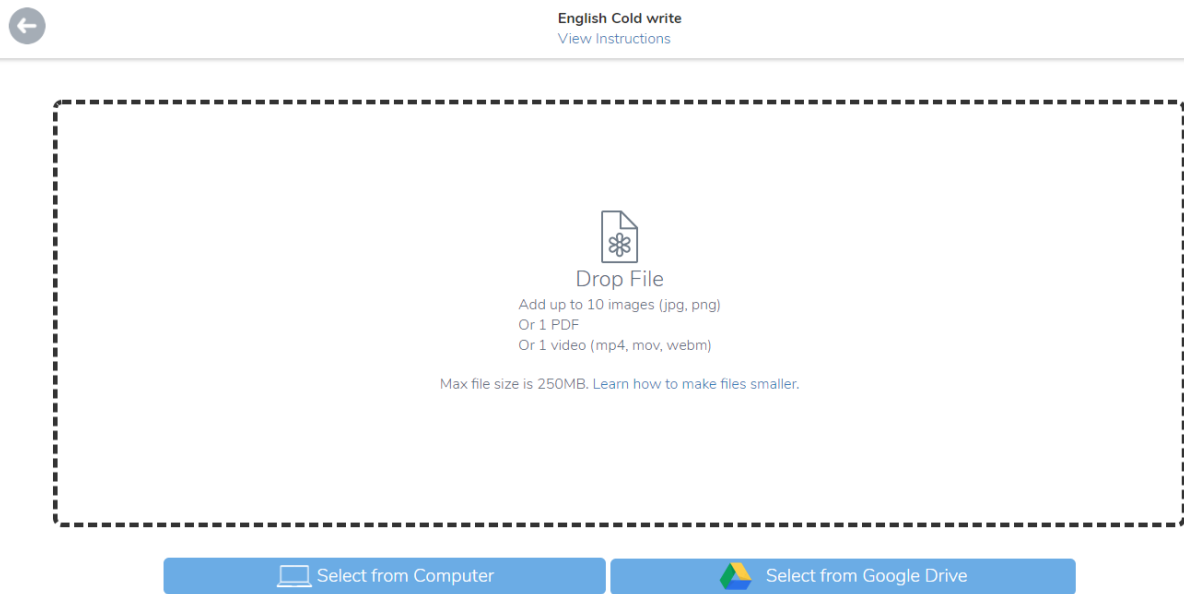 English Cold write
View Instructions
Drop File
Add up to 10 images (jpg, png)
Or 1 PDF
Or 1 video (mp4, mov, webm)
Max file size is 250MB. Learn how to make files smaller.
Select from Computer
Select from Google Drive